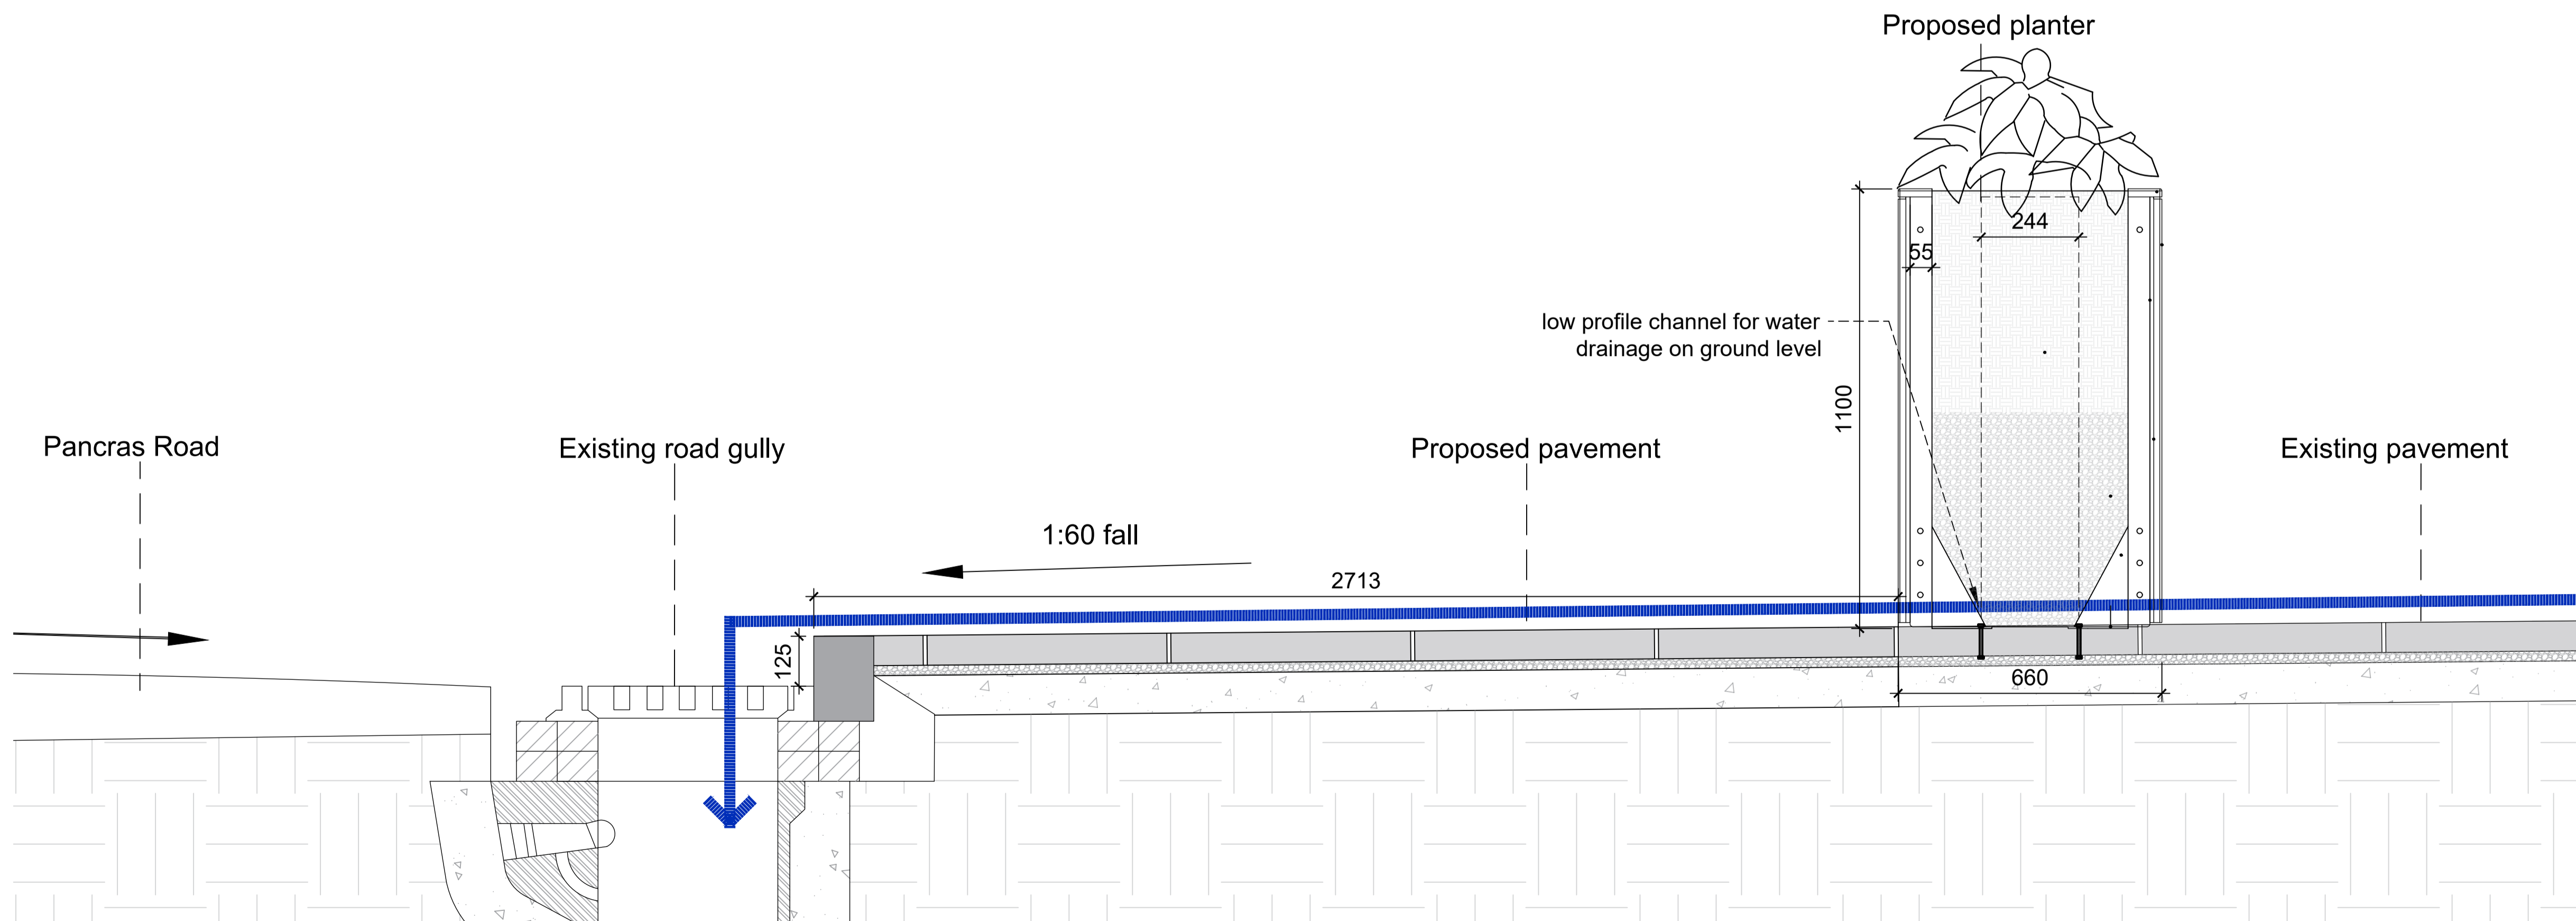 Proposed planter
244
55
low profile channel for water
drainage on ground level
1100
Pancras Road
Existing road gully
Proposed pavement
Existing pavement
1:60 fall
2713
125
660